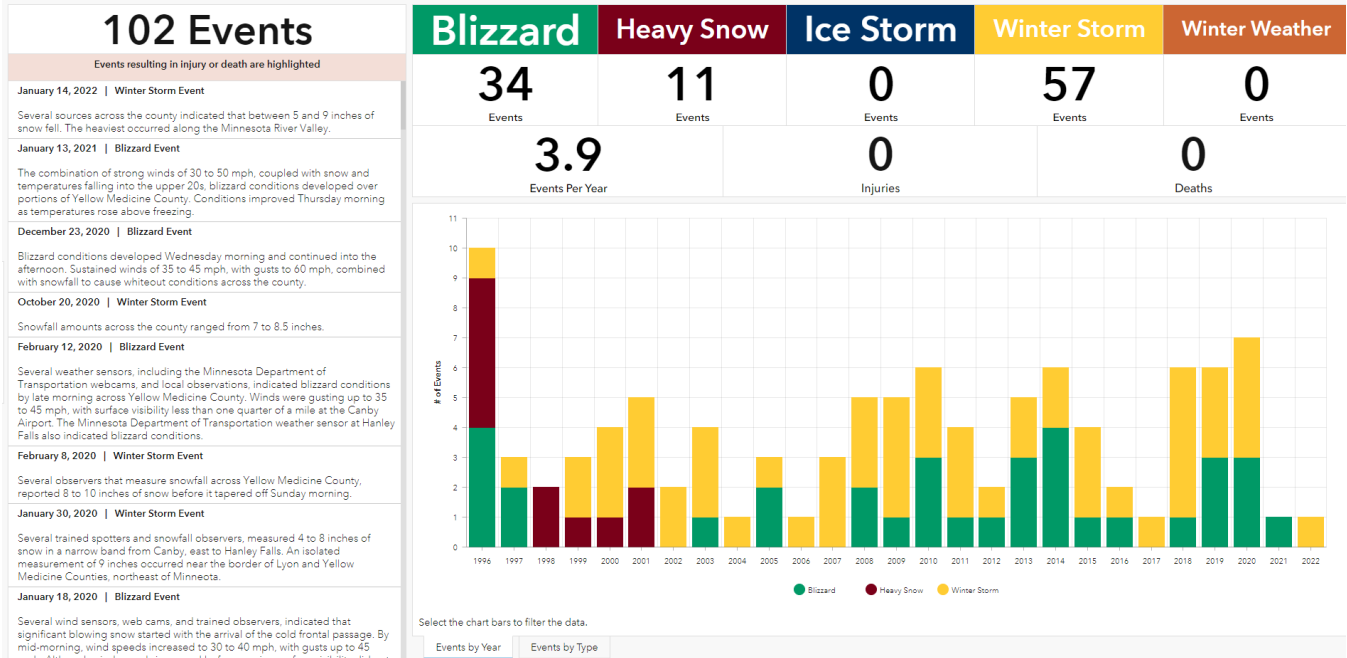 102 Events
Events resulting in injury or death are highlighted
January 14, 2022 | Winter Storm Event
Several sources across the county indicated that between 5 and 9 inches of
snow fell. The heaviest occurred along the Minnesota River Valley.
January 13, 2021 | Blizzard Event
The combination of strong winds of 30 to 50 mph, coupled with snow and
temperatures falling into the upper 20s, blizzard conditions developed over
portions of Yellow Medicine County. Conditions improved Thursday morning
as temperatures rose above freezing.
December 23, 2020 | Blizzard Event
Blizzard conditions developed Wednesday morning and continued into the
afternoon. Sustained winds of 35 to 45 mph, with gusts to 60 mph, combined
with snowfall to cause whiteout conditions across the county.
October 20, 2020 | Winter Storm Event
Snowfall amounts across the county ranged from 7 to 8.5 inches.
February 12, 2020 | Blizzard Event
Several weather sensors, including the Minnesota Department of
Transportation webcams, and local observations, indicated blizzard conditions
by late morning across Yellow Medicine County. Winds were gusting up to 35
to 45 mph, with surface visibility less than one quarter of a mile at the Canby
Airport. The Minnesota Department of Transportation weather sensor at Hanley
Falls also indicated blizzard conditions.
February 8, 2020 | Winter Storm Event
Several observers that measure snowfall across Yellow Medicine County,
reported 8 to 10 inches of snow before it tapered off Sunday morning.
January 30, 2020 | Winter Storm Event
Several trained spotters and snowfall observers, measured 4 to 8 inches of
snow in a narrow band from Canby, east to Hanley Falls. An isolated
measurement of 9 inches occurred near the border of Lyon and Yellow
Medicine Counties, northeast of Minneota.
January 18, 2020 | Blizzard Event
Several wind sensors, web cams, and trained observers, indicated that
significant blowing snow started with the arrival of the cold frontal passage. By
mid-morning, wind speeds increased to 30 to 40 mph, with gusts up to 45
Blizzard Heavy Snow Ice Storm Winter Storm Winter Weather
34 11 0 57 0
Events Events Events Events Events
3.9 0 0
Events Per Year Injuries Deaths
# of Events
11
10
9
8
7
6
5
4
3
2
1
0
1996 1997 1998 1999 2000 2001 2002 2003 2004 2005 2006 2007 2008 2009 2010 2011 2012 2013 2014 2015 2016 2017 2018 2019 2020 2021 2022
Blizzard Heavy Snow Winter Storm
Select the chart bars to filter the data.
Events by Year Events by Type